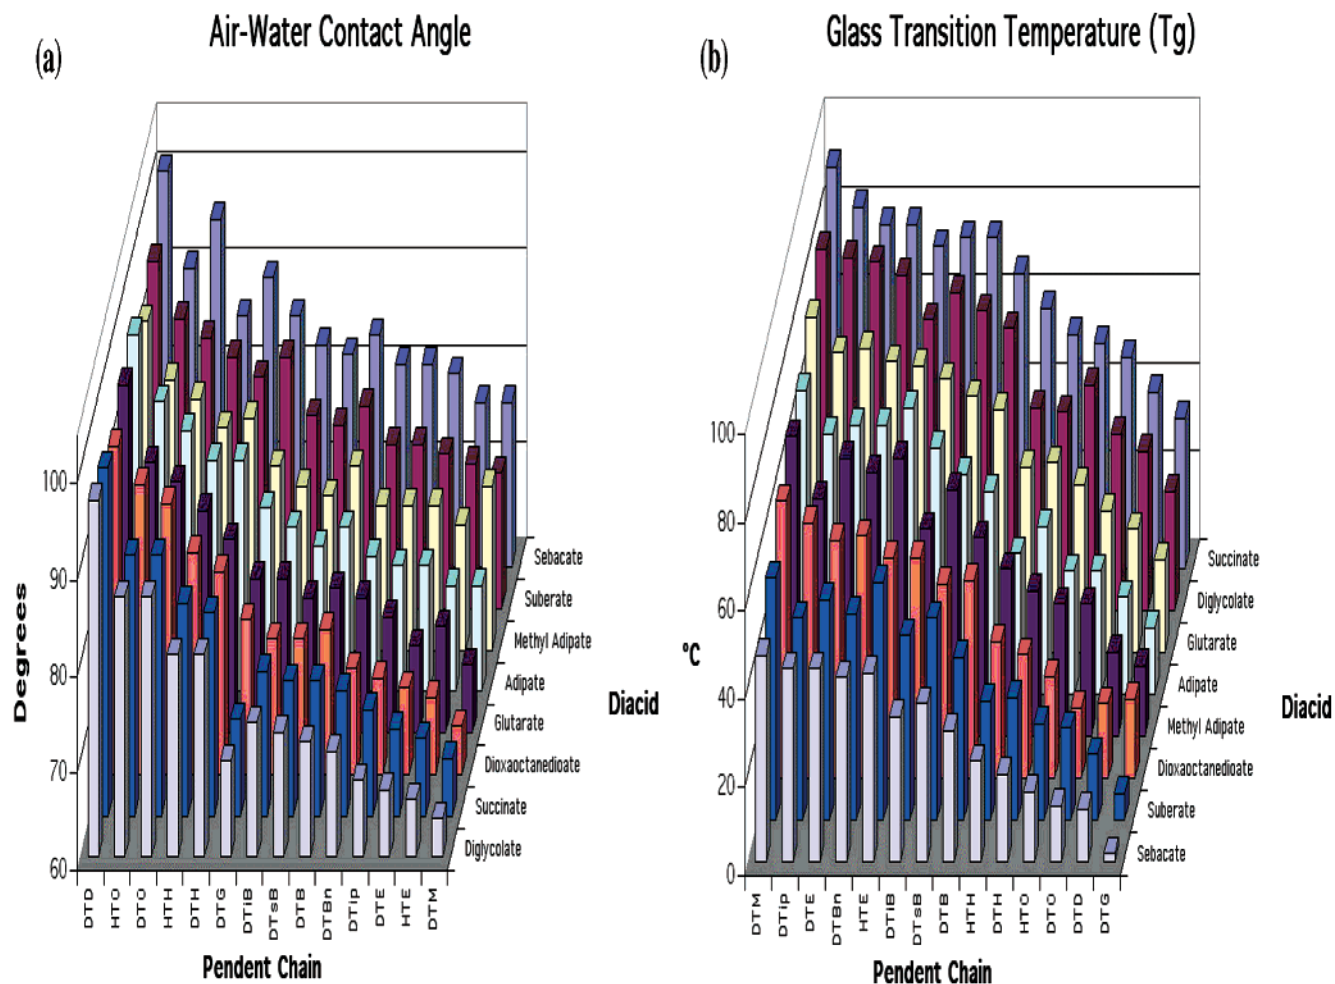 Air-Water Contact Angle
(a)
100
90
80
70
60
Degrees
DTD
HTO
DTO
HTH
DTH
DTG
DTiB
DTsB
DTB
DTBn
DTip
DTE
HTE
DTM
Pendent Chain
Sebacate
Suberate
Methyl Adipate
Adipate
Glutarate
Dioxaoctanedioate
Succinate
Diglycolate
Diacid
Glass Transition Temperature (Tg)
(b)
100
80
60
40
20
0
°C
DTM
DTip
DTE
DTBn
HTE
DTiB
DTsB
DTB
HTH
DTH
HTO
DTO
DTD
DTG
Pendent Chain
Succinate
Diglycolate
Glutarate
Adipate
Methyl Adipate
Dioxaoctanedioate
Suberate
Sebacate
Diacid